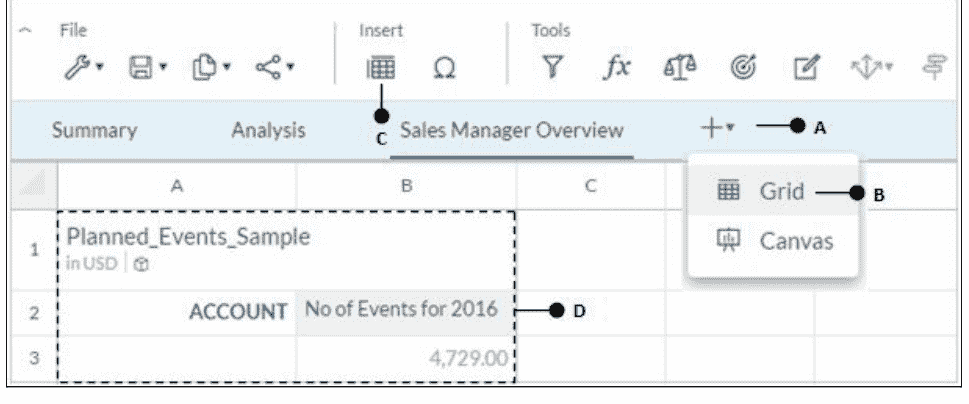 File Insert Tools
fx
Summary Analysis Sales Manager Overview
A
C
A B C
Grid
B
Canvas
1 Planned_Events_Sample
in USD
2 ACCOUNT No of Events for 2016
D
3 4,729.00